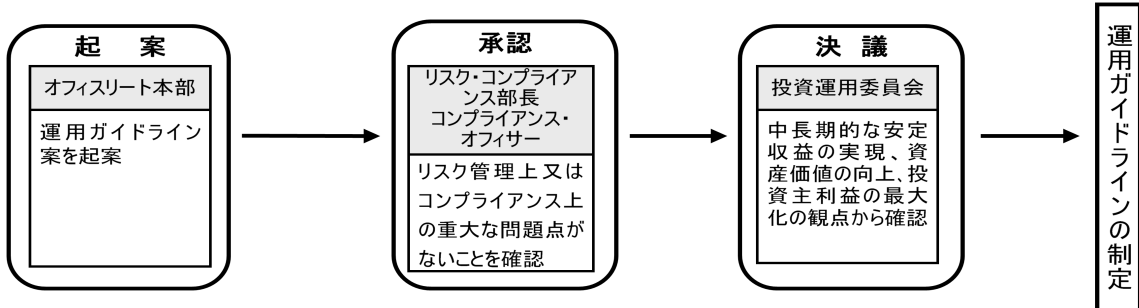 起　案
オフィスリート本部
運用ガイドライン
案を起案
承認
リスク・コンプライア
ンス部長
コンプライアンス・
オフィサー
リスク管理上又は
コンプライアンス上
の重大な問題点が
ないことを確認
決　議
投資運用委員会
中長期的な安定
収益の実現、資
産価値の向上、投
資主利益の最大
化の観点から確認
運用ガイドラインの制定